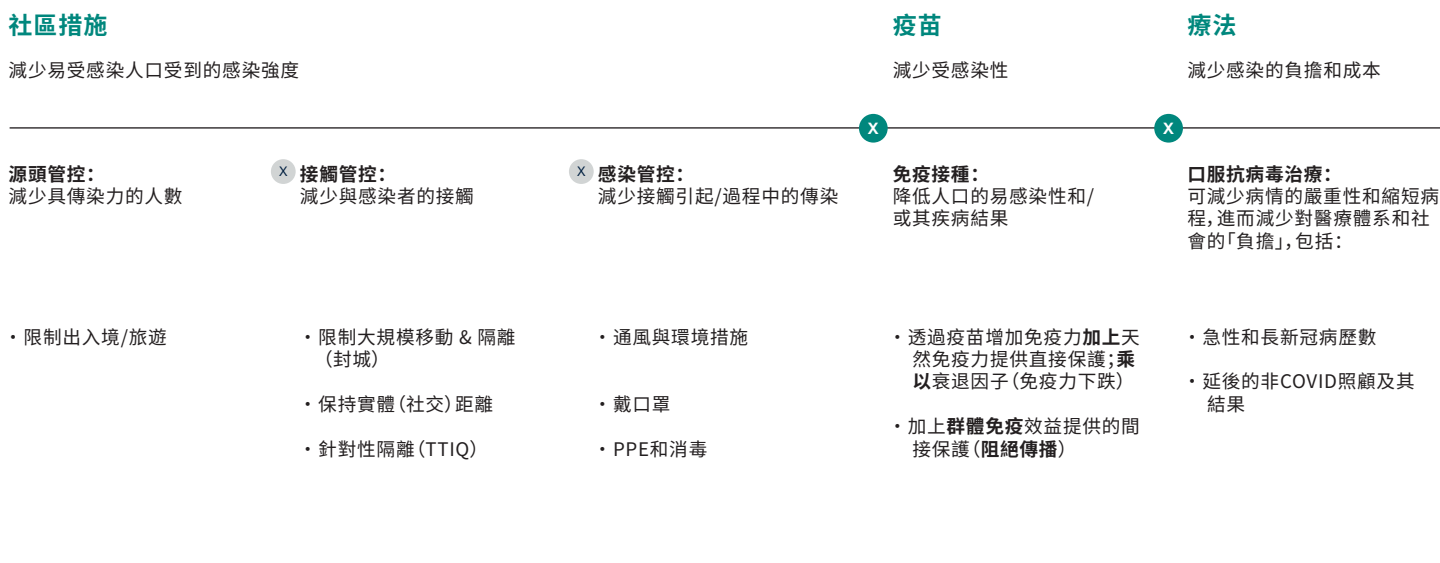 社區措施
減少易受感染人口受到的感染強度
疫苗
減少受感染性
療法
減少感染的負擔和成本
X
X
源頭管控：
減少具傳染力的人數
X
接觸管控：
減少與感染者的接觸
X
感染管控：
減少接觸引起/過程中的傳染
免疫接種：
降低人口的易感染性和/
或其疾病結果
口服抗病毒治療：
可減少病情的嚴重性和縮短病
程，進而減少對醫療體系和社
會的「負擔」，包括：
・限制出入境/旅遊
・限制大規模移動 & 隔離
（封城）
・保持實體（社交）距離
・針對性隔離（TTIQ）
・通風與環境措施
・戴口罩
・PPE和消毒
・透過疫苗增加免疫力加上天
然免疫力提供直接保護；乘
以衰退因子（免疫力下跌）
・加上群體免疫效益提供的間
接保護（阻絕傳播）
・急性和長新冠病歷數
・延後的非COVID照顧及其
結果